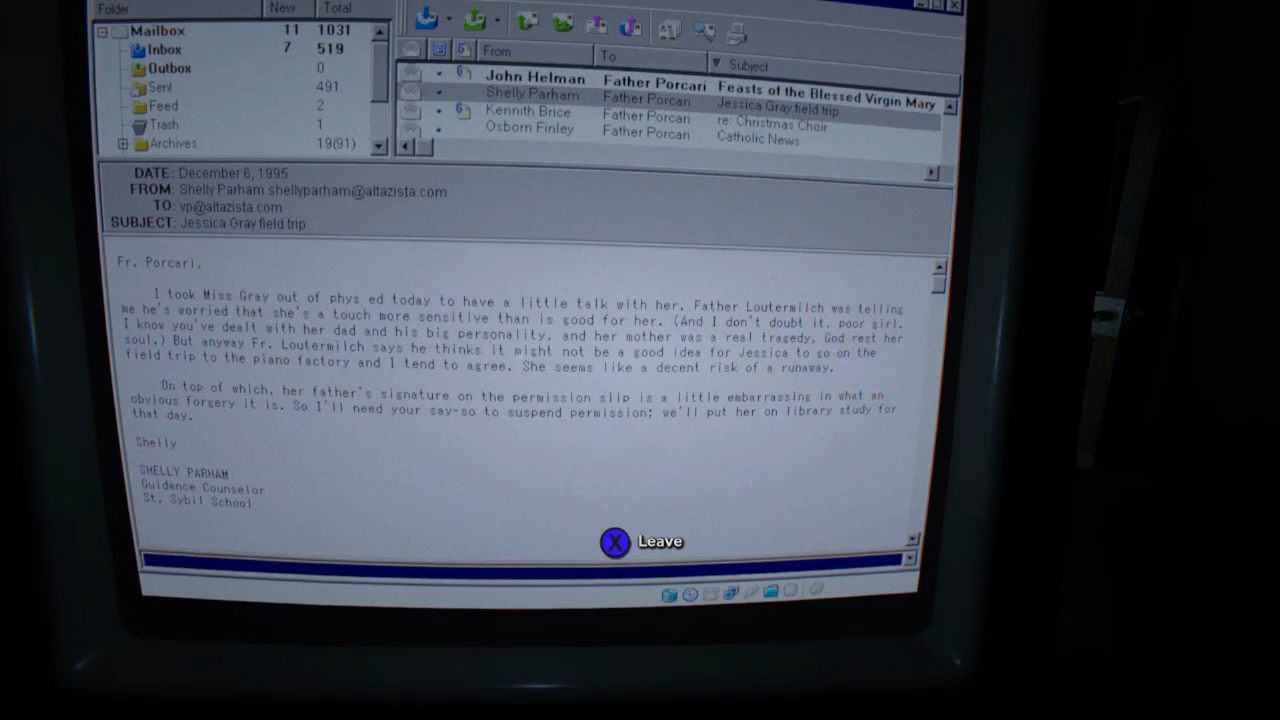 Folder New Total
Mailbox 11 1031
Inbox 7 519
Outbox 0
Sent 491
Feed 2
Trash 1
Archives 19(91)
From To Subject
John Helman Father Porcari Feasts of the Blessed Virgin Mary
Shelly Parham Father Porcari Jessica Gray field trip
Kennith Brice Father Porcari re: Christmas Choir
Osborn Finley Father Porcari Catholic News
DATE: December 6, 1995
FROM: Shelly Parham shellyparham@altazista.com
TO: vp@altazista.com
SUBJECT: Jessica Gray field trip
Fr. Porcari,
I took Miss Gray out of phys ed today to have a little talk with her. Father Loutermilch was telling
me he's worried that she's a touch more sensitive than is good for her. (And I don't doubt it, poor girl.
I know you've dealt with her dad and his big personality, and her mother was a real tragedy, God rest her
soul.) But anyway Fr. Loutermilch says he thinks it might not be a good idea for Jessica to go on the
field trip to the piano factory and I tend to agree. She seems like a decent risk of a runaway.
On top of which, her father's signature on the permission slip is a little embarrassing in what an
obvious forgery it is. So I'll need your say-so to suspend permission; we'll put her on library study for
that day.
Shelly
SHELLY PARHAM
Guidance Counselor
St. Sybil School
X Leave